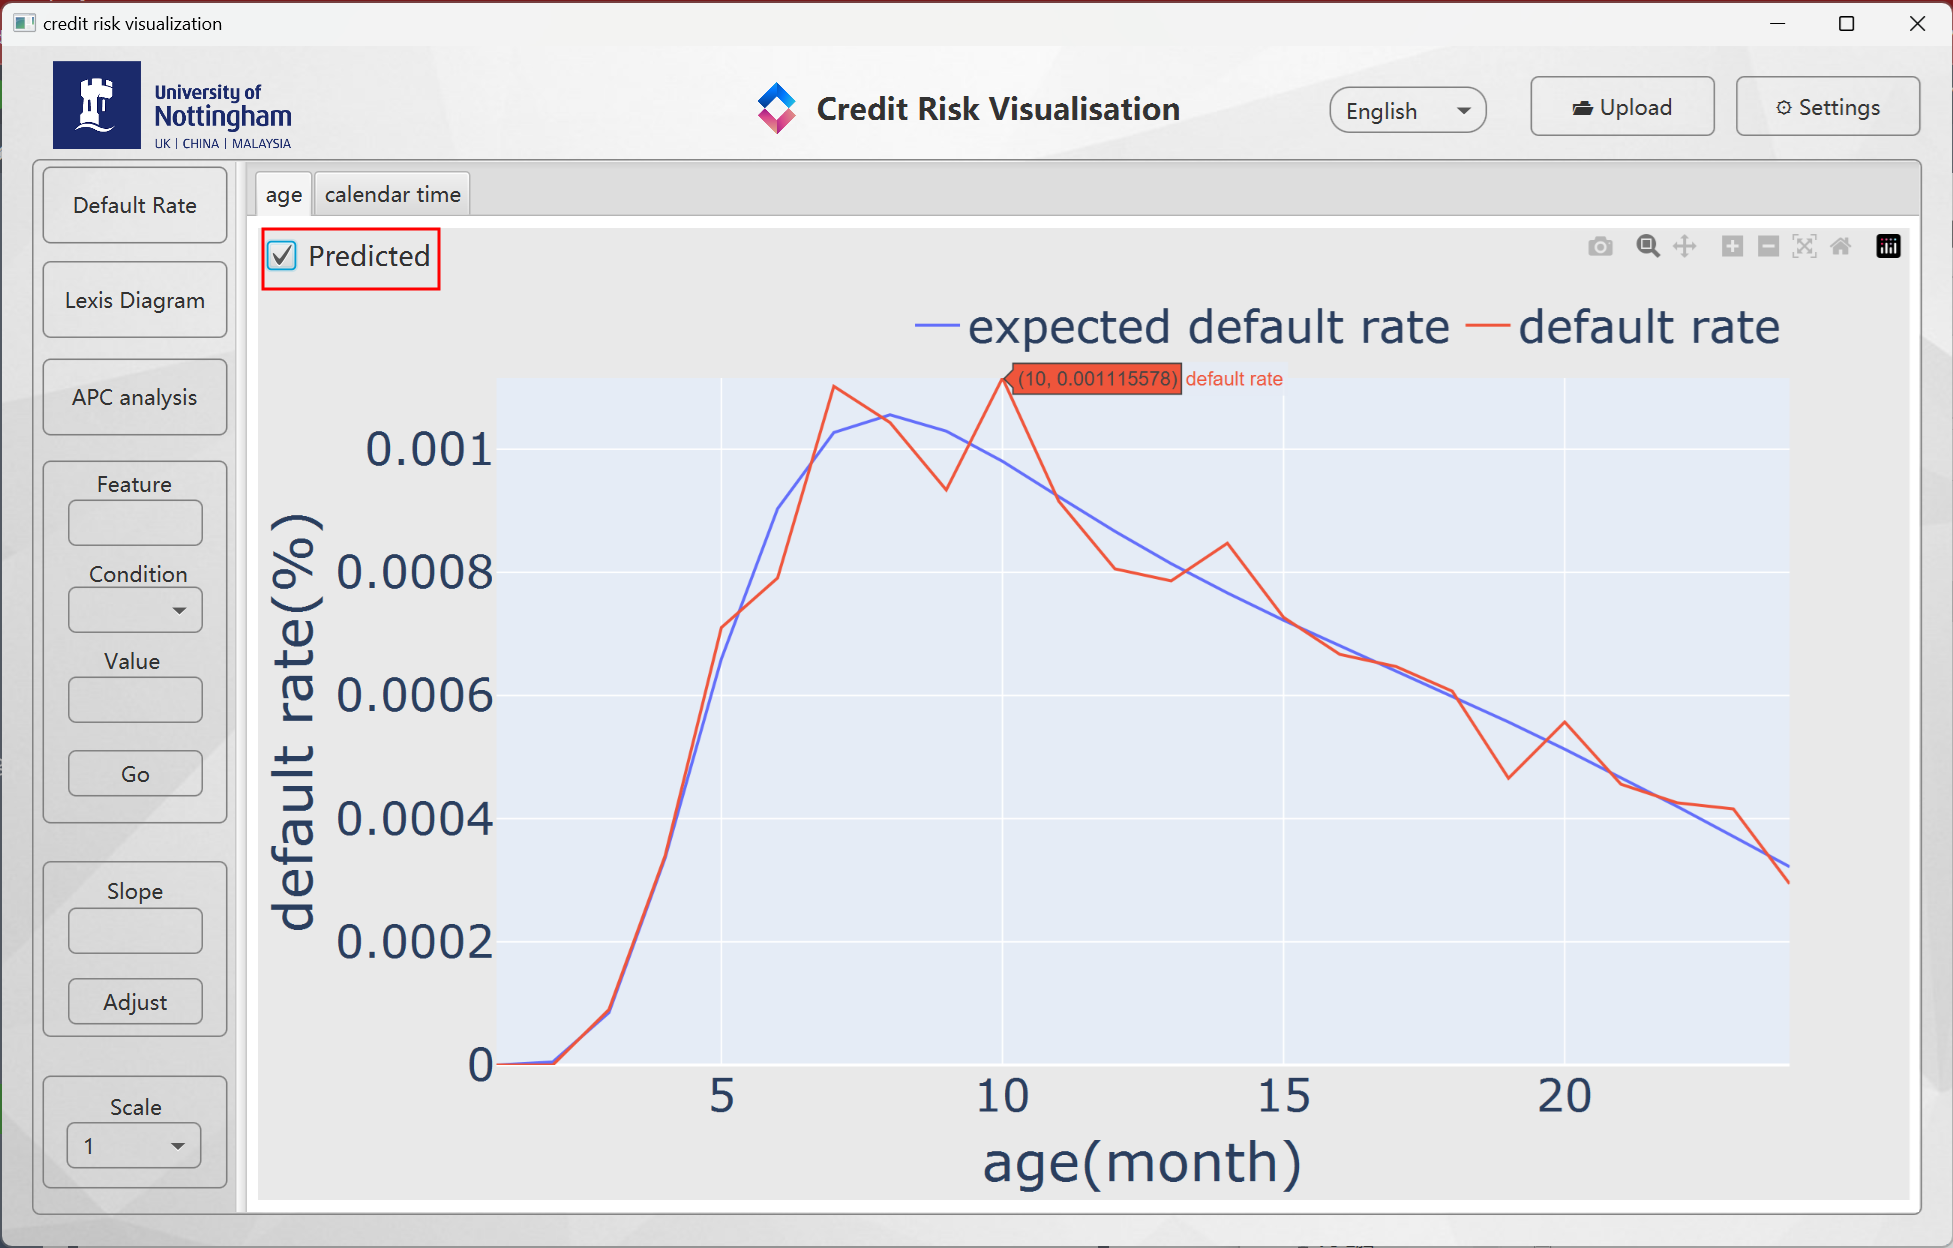 credit risk visualization
University of
Nottingham
UK | CHINA | MALAYSIA
Credit Risk Visualisation
English
Upload
Settings
Default Rate
Lexis Diagram
APC analysis
Feature
Condition
Value
Go
Slope
Adjust
Scale
1
age
calendar time
Predicted
expected default rate
default rate
(10, 0.001115578)
default rate
default rate(%)
0.001
0.0008
0.0006
0.0004
0.0002
0
5
10
15
20
age(month)